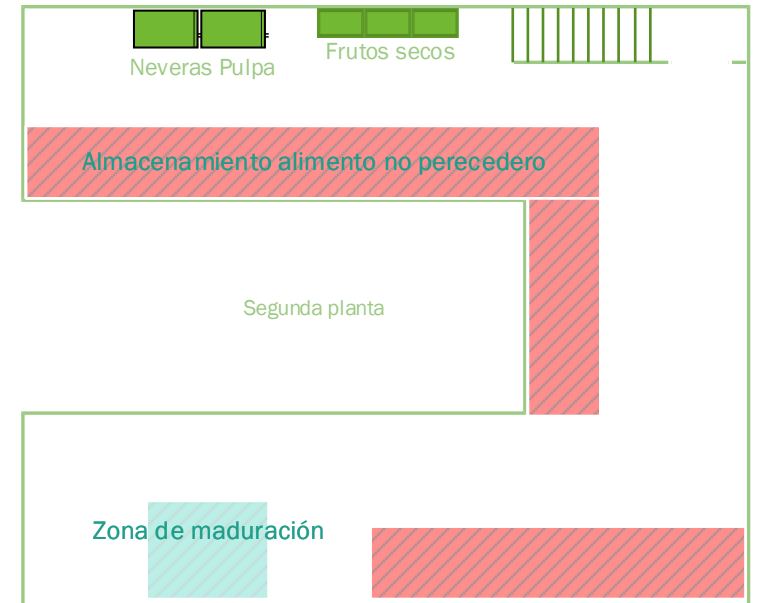 Neveras Pulpa
Frutos secos
Almacenamiento alimento no perecedero
Segunda planta
Zona de maduración